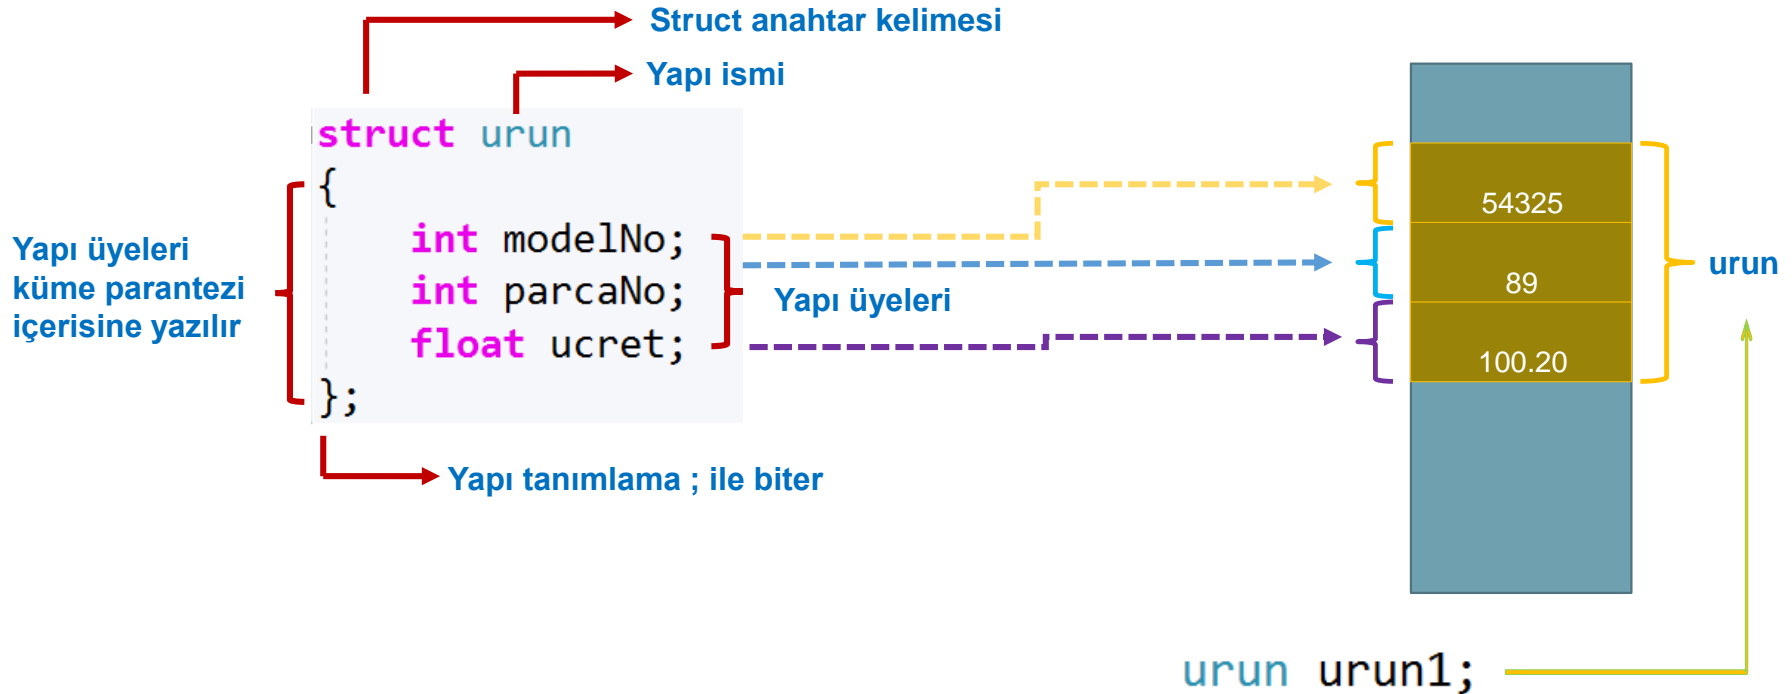 Struct anahtar kelimesi
Yapı ismi
struct urun
{
int modelNo;
int parcaNo;
float ucret;
};
Yapı üyeleri
küme parantezi
içerisine yazılır
Yapı üyeleri
Yapı tanımlama ; ile biter
54325
89
100.20
urun
urun urun1;